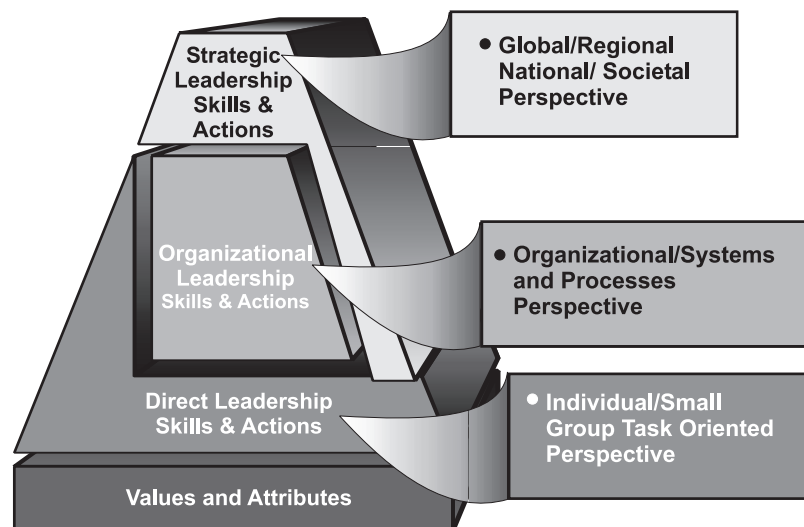 Strategic
Leadership
Skills &
Actions
• Global/Regional
National/ Societal
Perspective
Organizational
Leadership
Skills & Actions
• Organizational/Systems
and Processes
Perspective
Direct Leadership
Skills & Actions
• Individual/Small
Group Task Oriented
Perspective
Values and Attributes